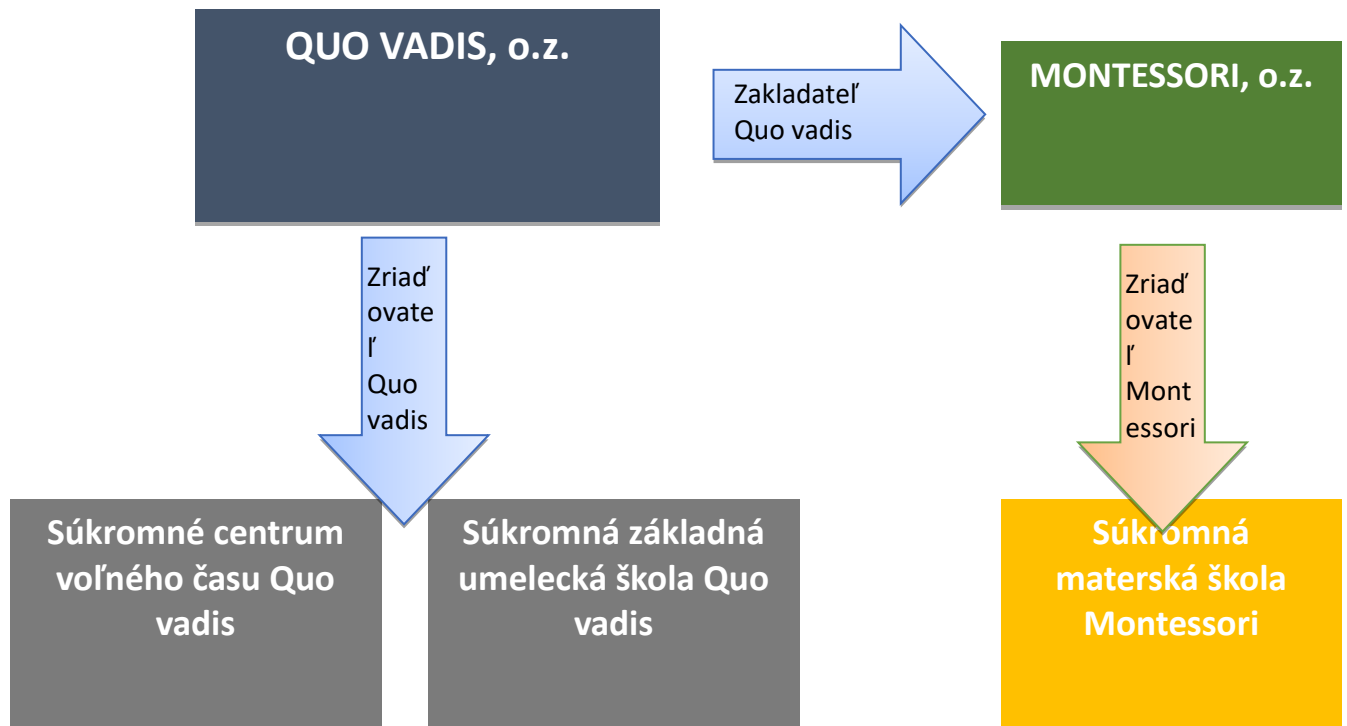 QUO VADIS, o.z.
Zakladateľ
Quo vadis
MONTESSORI, o.z.
Zriaď
ovate
ľ
Quo
vadis
Zriaď
ovate
ľ
Mont
essori
Súkromné centrum
voľného času Quo
vadis
Súkromná základná
umelecká škola Quo
vadis
Súkromná
materská škola
Montessori